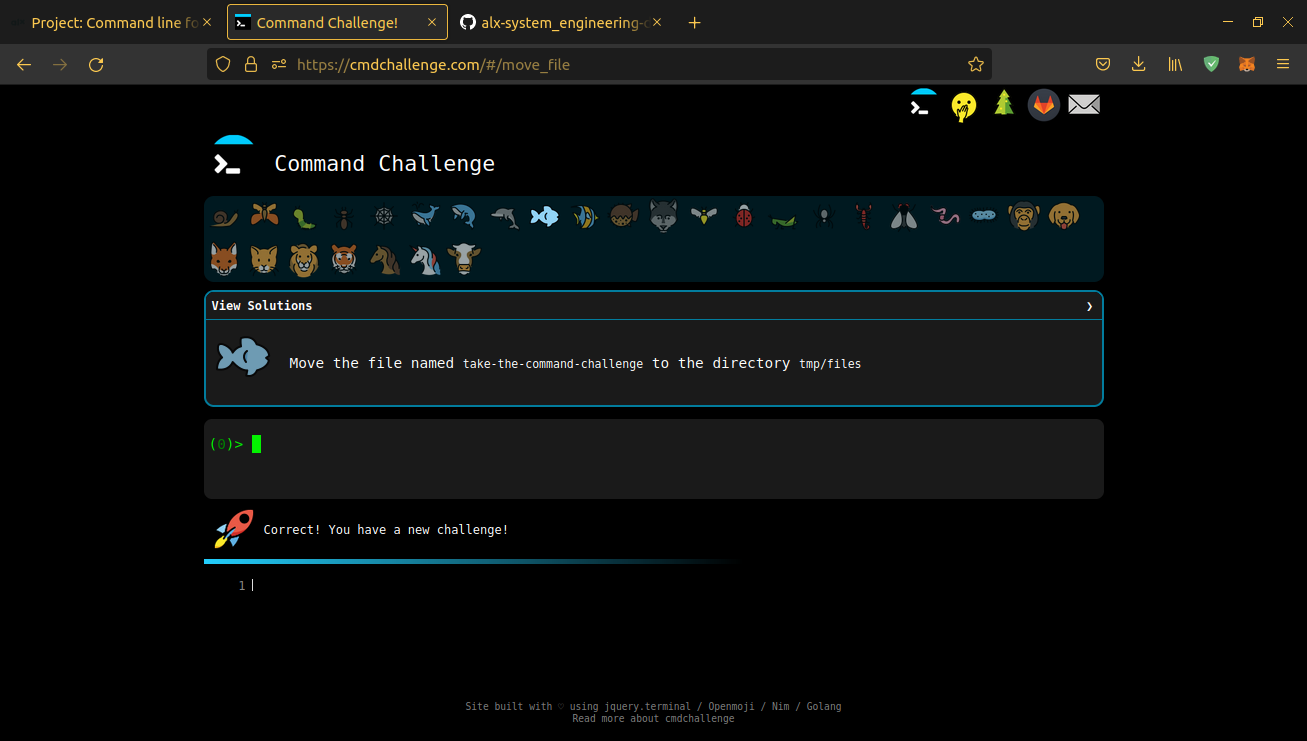 Project: Command line fo
Command Challenge!
alx-system_engineering-
https://cmdchallenge.com/#/move_file
Command Challenge
View Solutions
Move the file named take-the-command-challenge to the directory tmp/files
(0)>
Correct! You have a new challenge!
1
Site built with ♡ using jquery.terminal / Openmoji / Nim / Golang
Read more about cmdchallenge